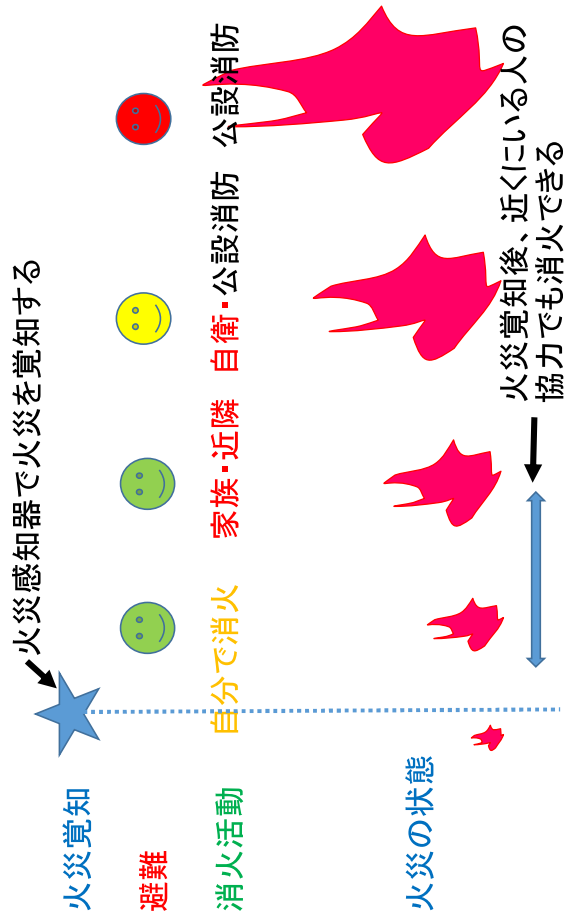 火災感知器で火災を覚知する
火災覚知
避難
消火活動
自分で消火
家族・近隣
自衛・公設消防
公設消防
火災の状態
火災覚知後、近くにいる人の
協力でも消火できる